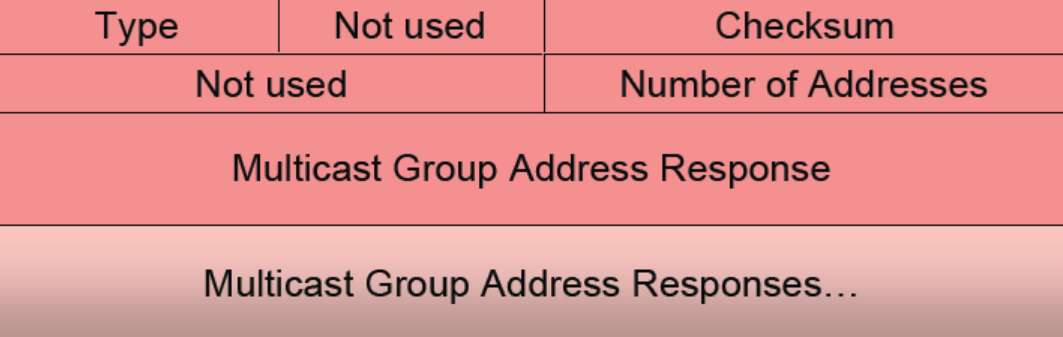 Type Not used Checksum
Not used Number of Addresses
Multicast Group Address Response
Multicast Group Address Responses…